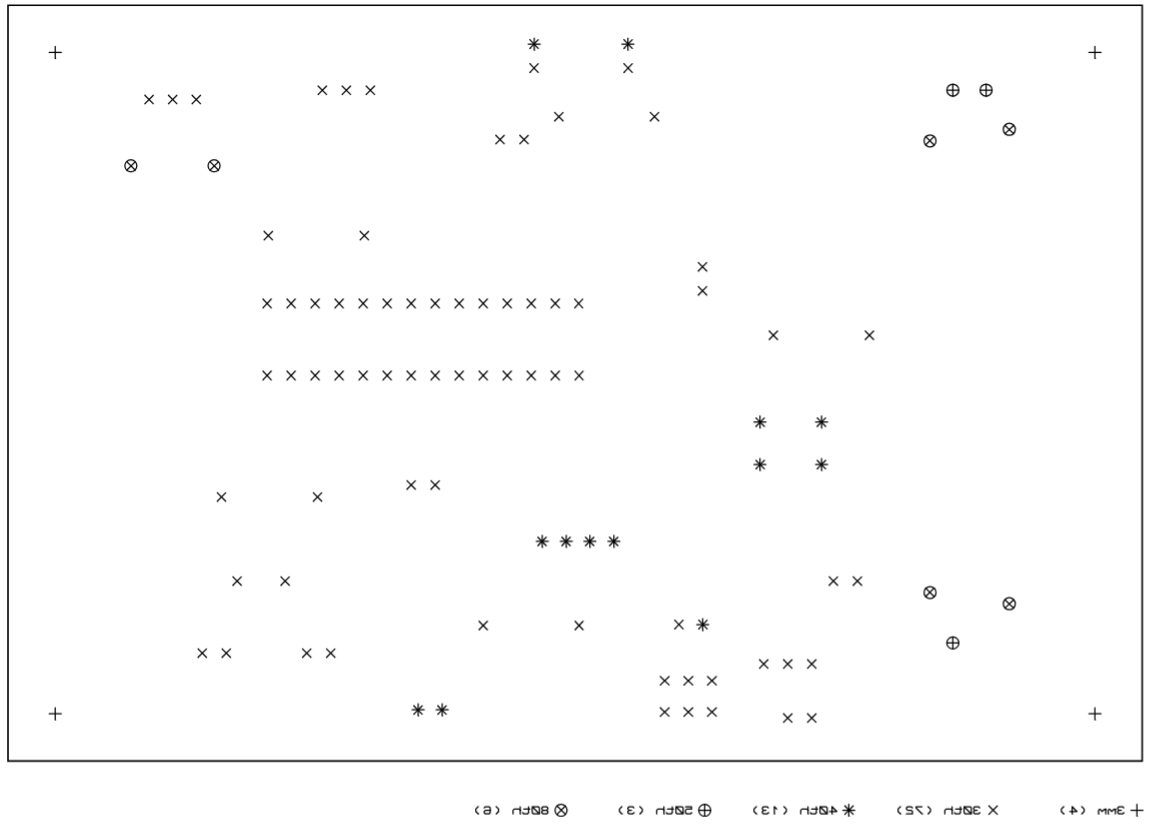 + 3mm (4) × 30th (72) * 40th (13) ⊕ 50th (3) ⊗ 80th (6)